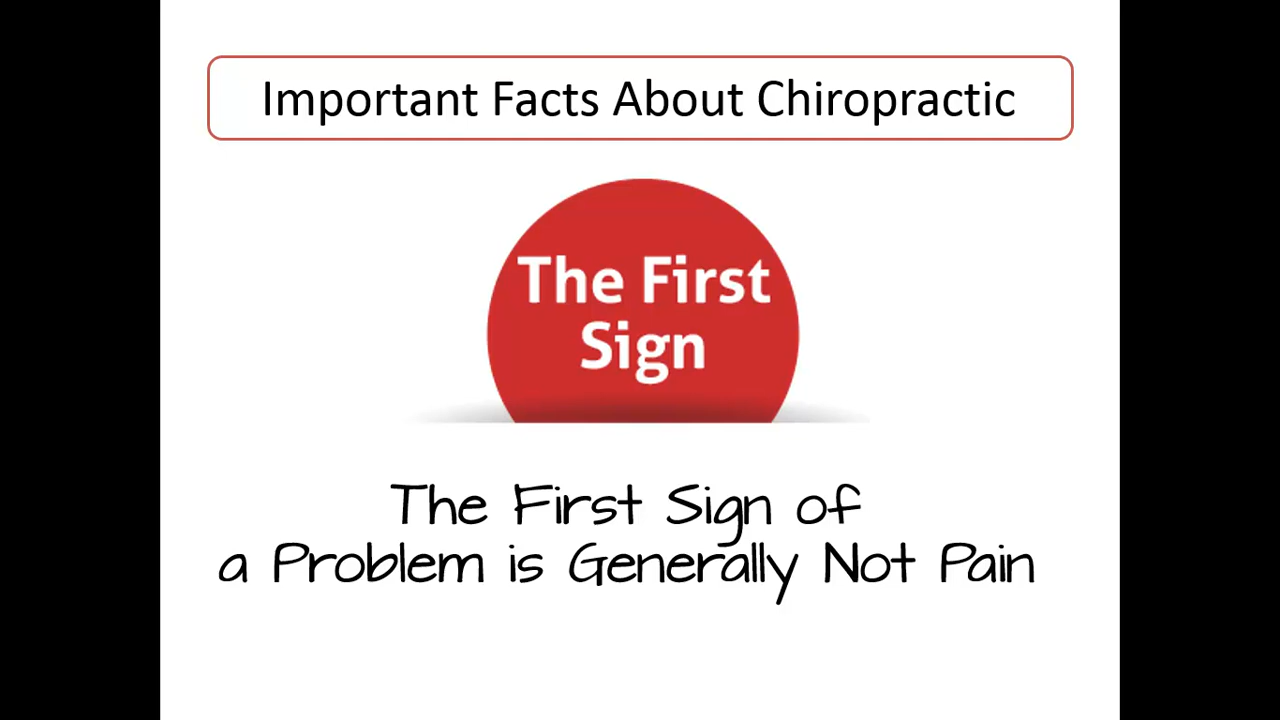 Important Facts About Chiropractic
The First
Sign
The First Sign of
a Problem is Generally Not Pain